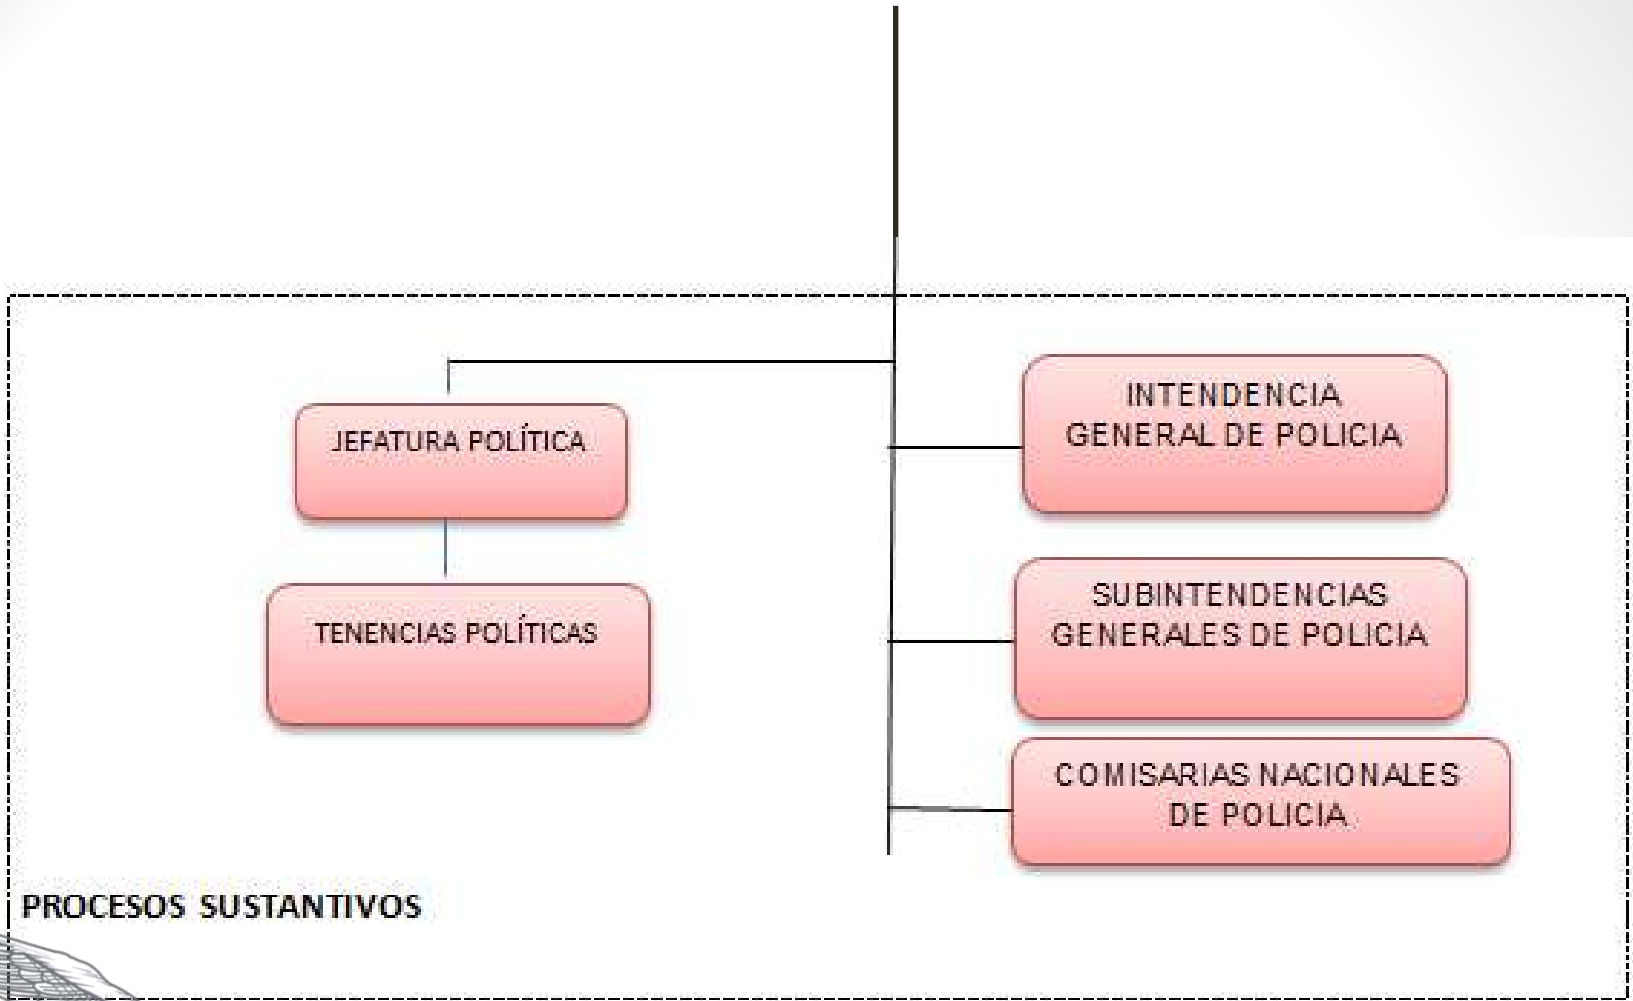 JEFATURA POLÍTICA
TENENCIAS POLÍTICAS
INTENDENCIA
GENERAL DE POLICIA
SUBINTENDENCIAS
GENERALES DE POLICIA
COMISARIAS NACIONALES
DE POLICIA
PROCESOS SUSTANTIVOS